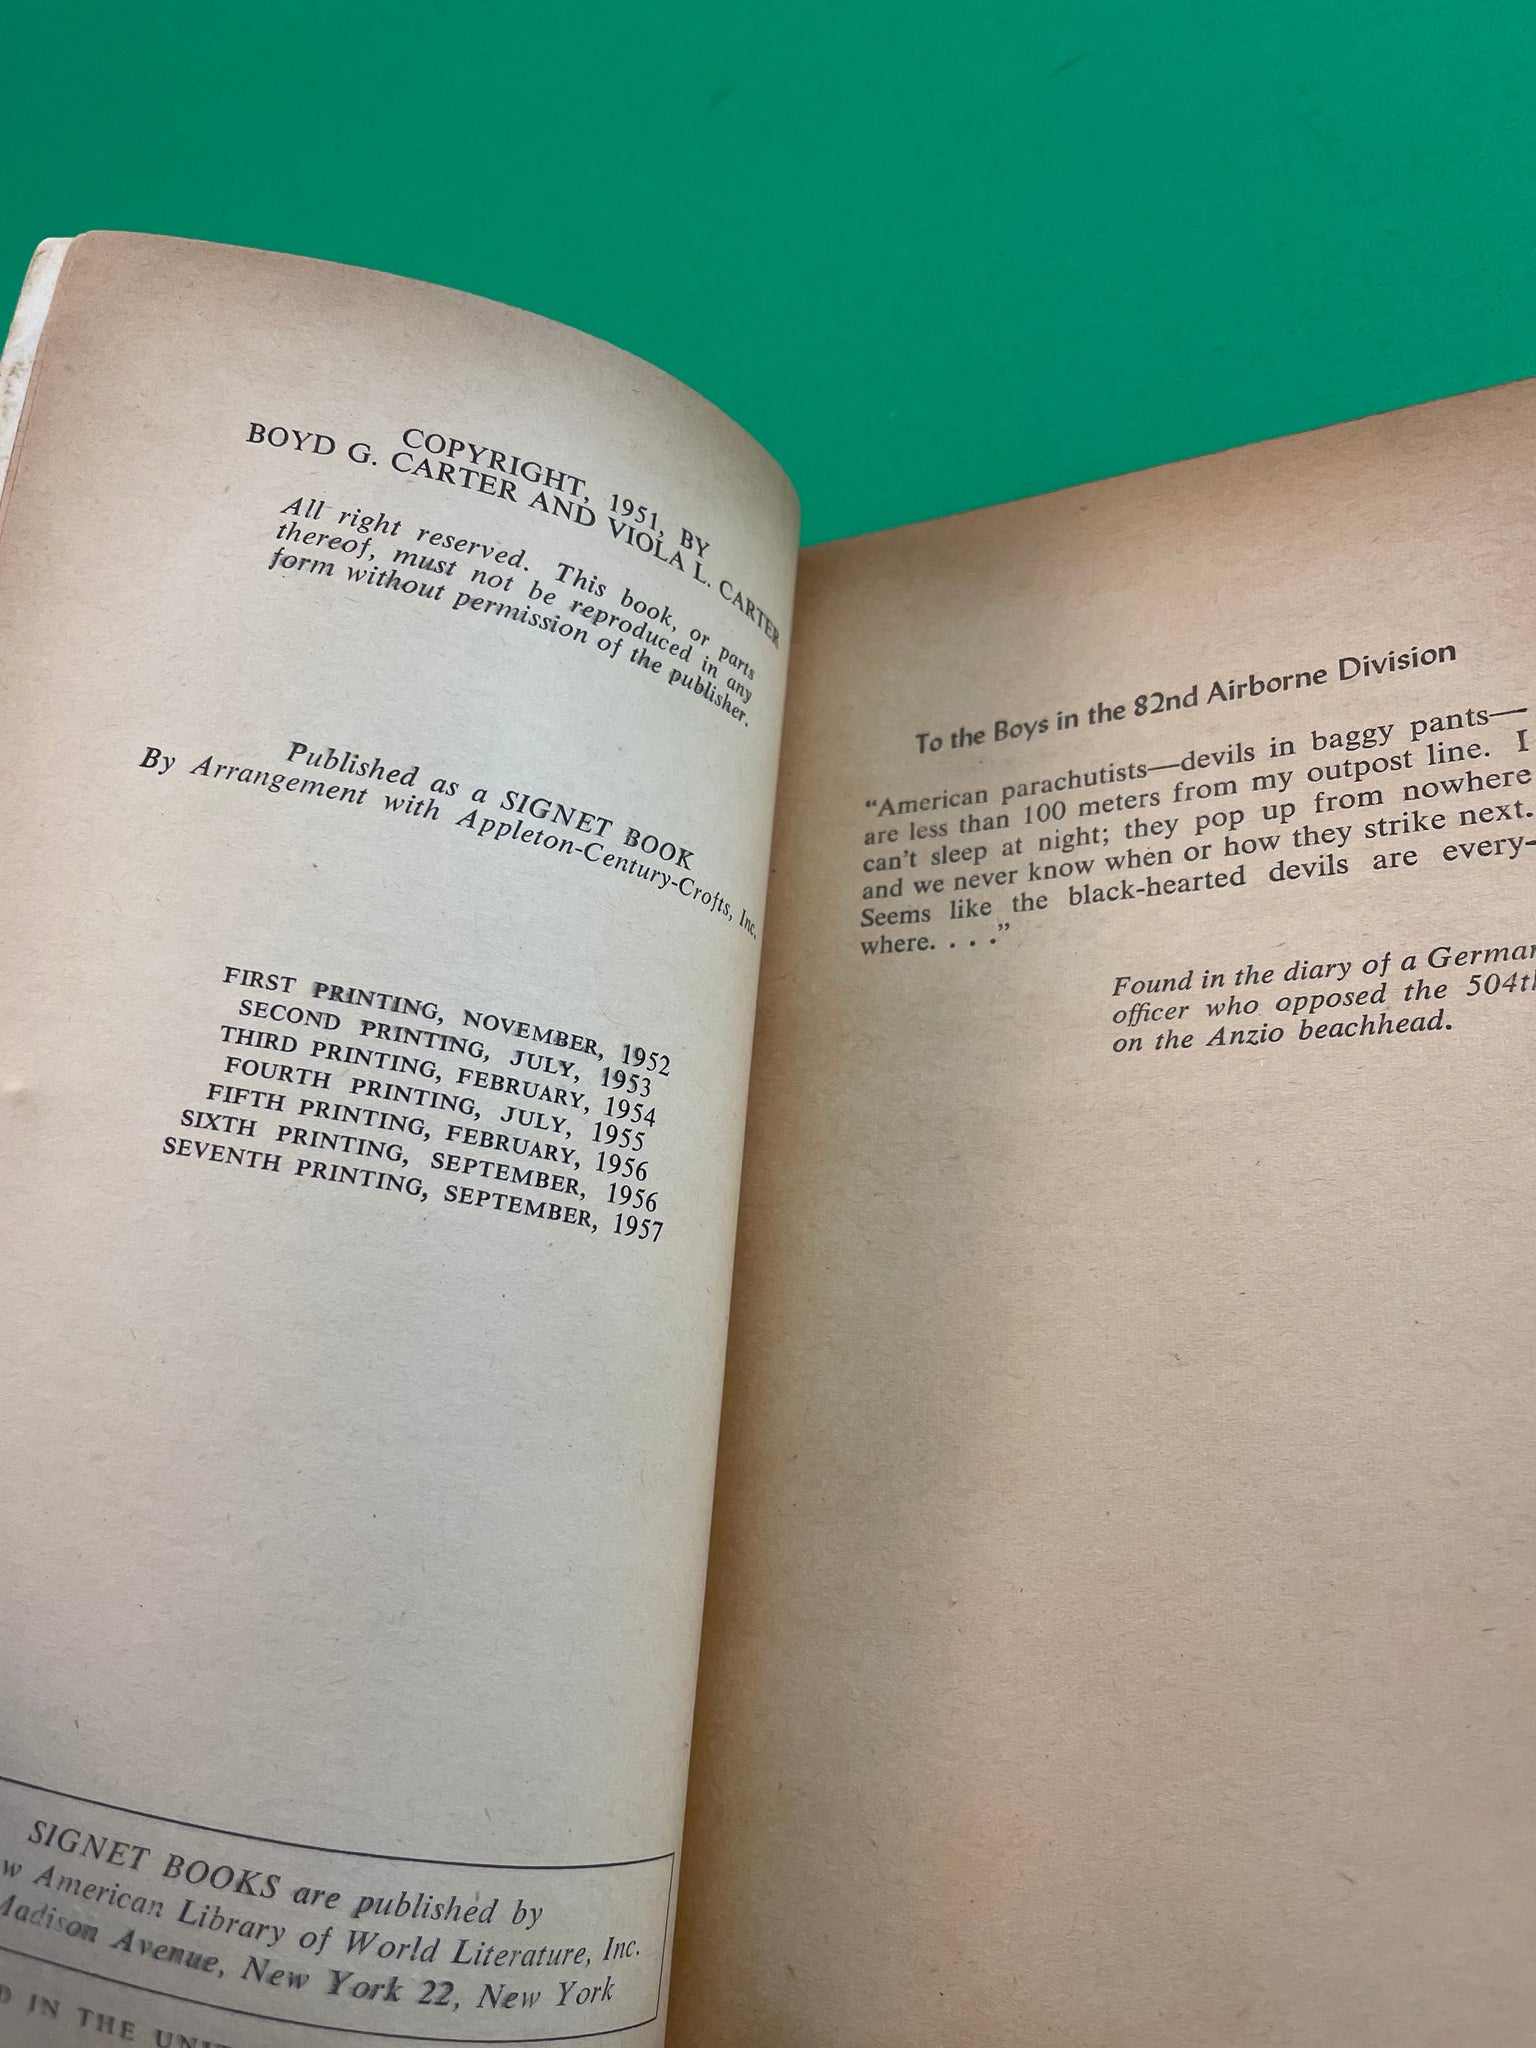 COPYRIGHT, 1951, BY
BOYD G. CARTER AND VIOLA L. CARTER
All right reserved. This book, or parts
thereof, must not be reproduced in any
form without permission of the publisher.
Published as a SIGNET BOOK
By Arrangement with Appleton-Century-Crofts, Inc.
FIRST PRINTING, NOVEMBER, 1952
SECOND PRINTING, JULY, 1953
THIRD PRINTING, FEBRUARY, 1954
FOURTH PRINTING, JULY, 1955
FIFTH PRINTING, FEBRUARY, 1956
SIXTH PRINTING, SEPTEMBER, 1956
SEVENTH PRINTING, SEPTEMBER, 1957
SIGNET BOOKS are published by
American Library of World Literature, Inc.
Madison Avenue, New York 22, New York
IN THE
To the Boys in the 82nd Airborne Division
"American parachutists—devils in baggy pants—
are less than 100 meters from my outpost line. I
can't sleep at night; they pop up from nowhere
and we never know when or how they strike next.
Seems like the black-hearted devils are every-
where. . . ."
Found in the diary of a German
officer who opposed the 504th
on the Anzio beachhead.